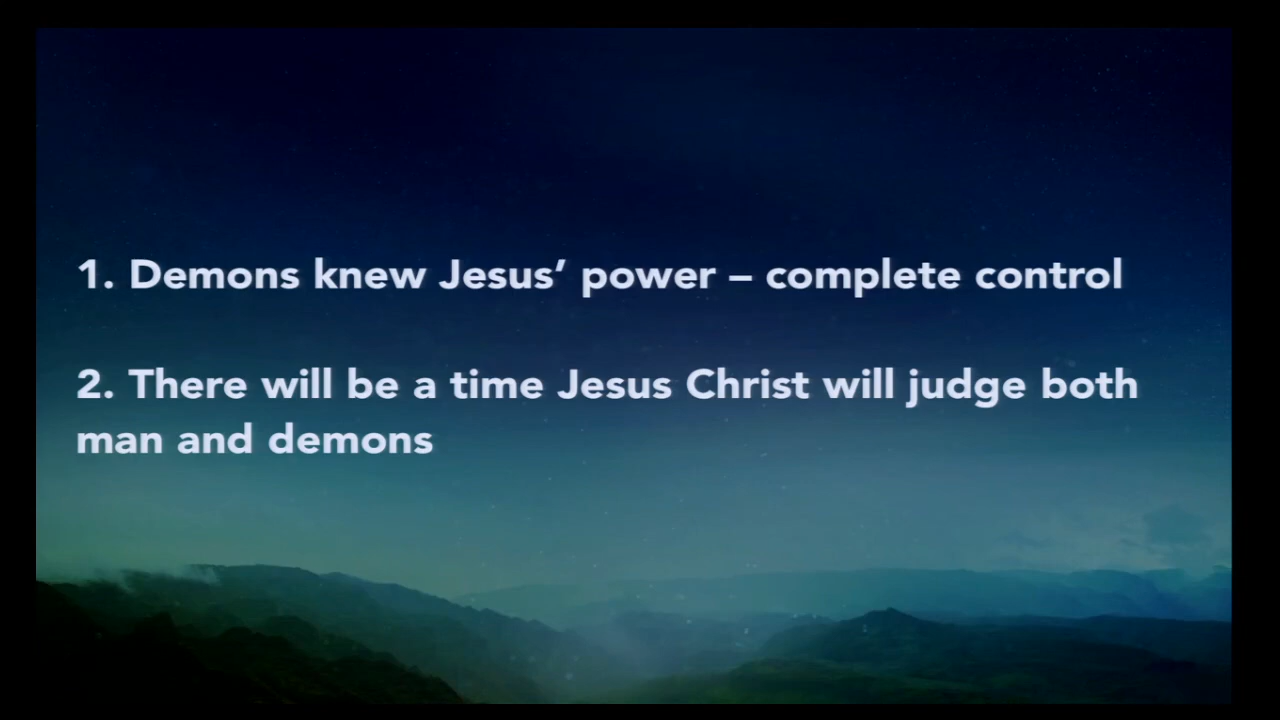 1. Demons knew Jesus’ power – complete control
2. There will be a time Jesus Christ will judge both
man and demons